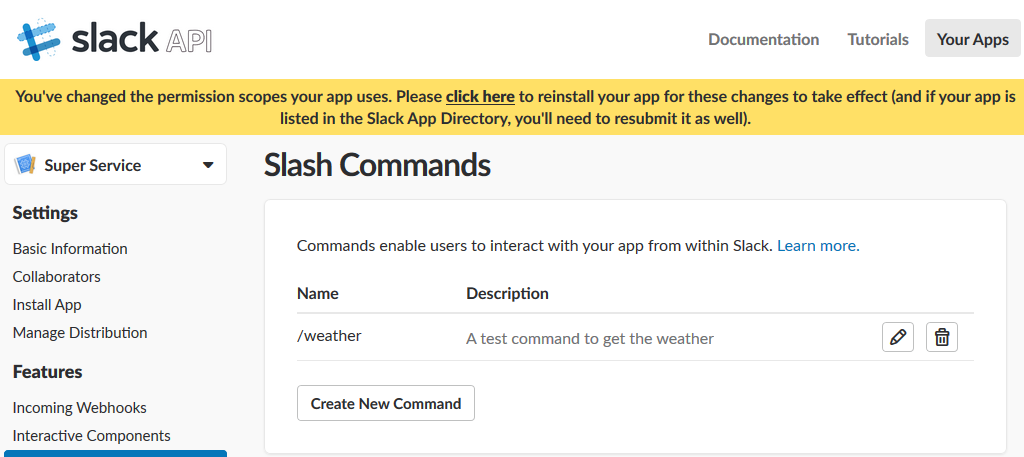 slack API
Documentation
Tutorials
Your Apps
You've changed the permission scopes your app uses. Please click here to reinstall your app for these changes to take effect (and if your app is
listed in the Slack App Directory, you'll need to resubmit it as well).
Super Service
Settings
Basic Information
Collaborators
Install App
Manage Distribution
Features
Incoming Webhooks
Interactive Components
Slash Commands
Commands enable users to interact with your app from within Slack. Learn more.
Name Description
/weather A test command to get the weather
Create New Command